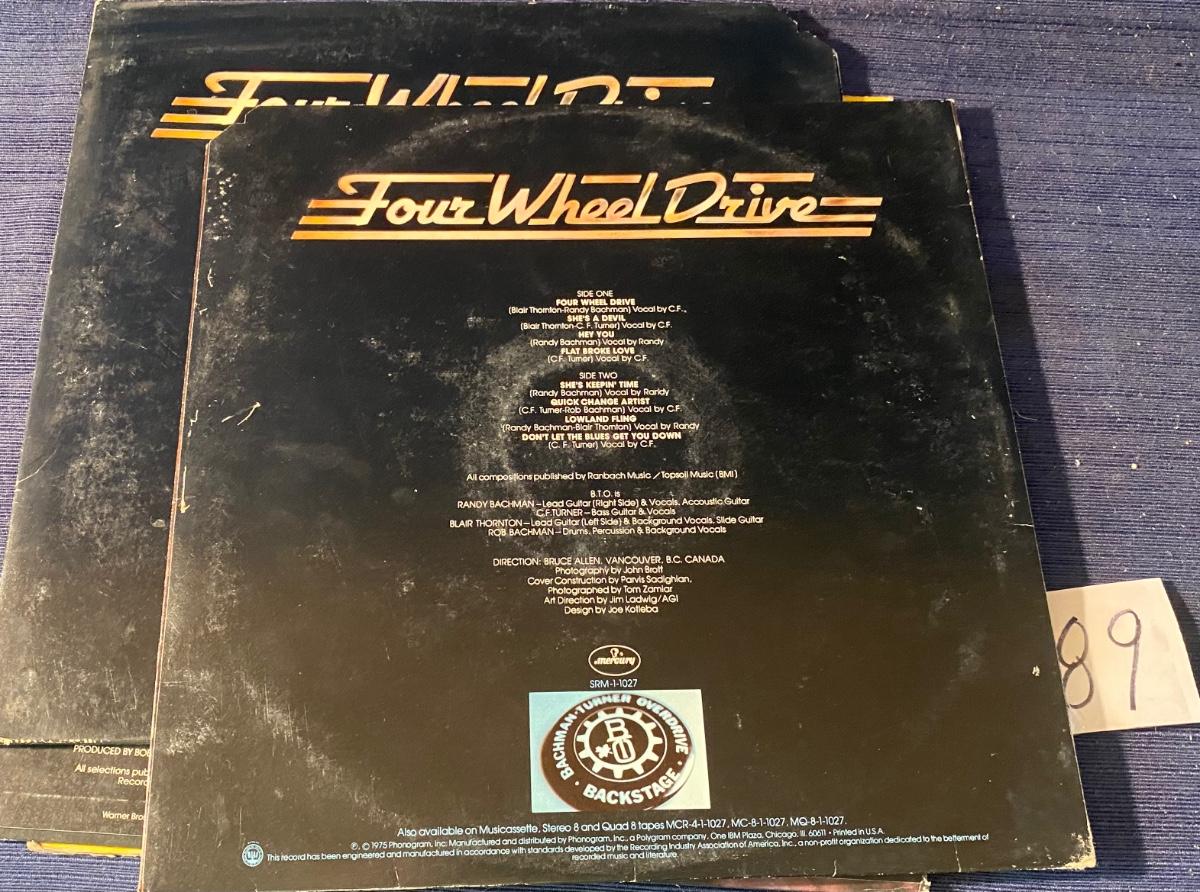 Four Wheel Drive
Four Wheel Drive
SIDE ONE
FOUR WHEEL DRIVE
(Blair Thornton-Randy Bachman) Vocal by C.F.
SHE'S A DEVIL
(Blair Thornton-C. F. Turner) Vocal by C.F.
HEY YOU
(Randy Bachman) Vocal by Randy
FLAT BROKE LOVE
(C.F. Turner) Vocal by C.F.
SIDE TWO
SHE'S KEEPIN' TIME
(Randy Bachman) Vocal by Randy
QUICK CHANGE ARTIST
(C.F. Turner-Rob Bachman) Vocal by C.F.
LOWLAND FLING
(Randy Bachman-Blair Thornton) Vocal by Randy
DON'T LET THE BLUES GET YOU DOWN
(C. F. Turner) Vocal by C.F.
All compositions published by Ranbach Music / Topsoil Music (BMI)
B.T.O. is
RANDY BACHMAN – Lead Guitar (Right Side) & Vocals, Accoustic Guitar
C.F. TURNER – Bass Guitar & Vocals
BLAIR THORNTON – Lead Guitar (Left Side) & Background Vocals, Slide Guitar
ROB BACHMAN – Drums, Percussion & Background Vocals
DIRECTION: BRUCE ALLEN, VANCOUVER, B.C. CANADA
Photography by John Brott
Cover Construction by Parvis Sadighian,
Photographed by Tom Zamiar
Art Direction by Jim Ladwig/AGI
Design by Joe Kotleba
mercury
SRM-1-1027
BACHMAN-TURNER OVERDRIVE
BTO
BACKSTAGE
89
PRODUCED BY
All selections
Warner
Also available on Musicassette, Stereo 8 and Quad 8 tapes MCR-4-1-1027, MC-8-1-1027, MQ-8-1-1027.
℗, © 1975 Phonogram, Inc. Manufactured and distributed by Phonogram, Inc., a Polygram company, One IBM Plaza, Chicago, Ill. 60611 • Printed in U.S.A.
This record has been engineered and manufactured in accordance with standards developed by the Recording Industry Association of America, Inc., a non-profit organization dedicated to the betterment of
recorded music and literature.